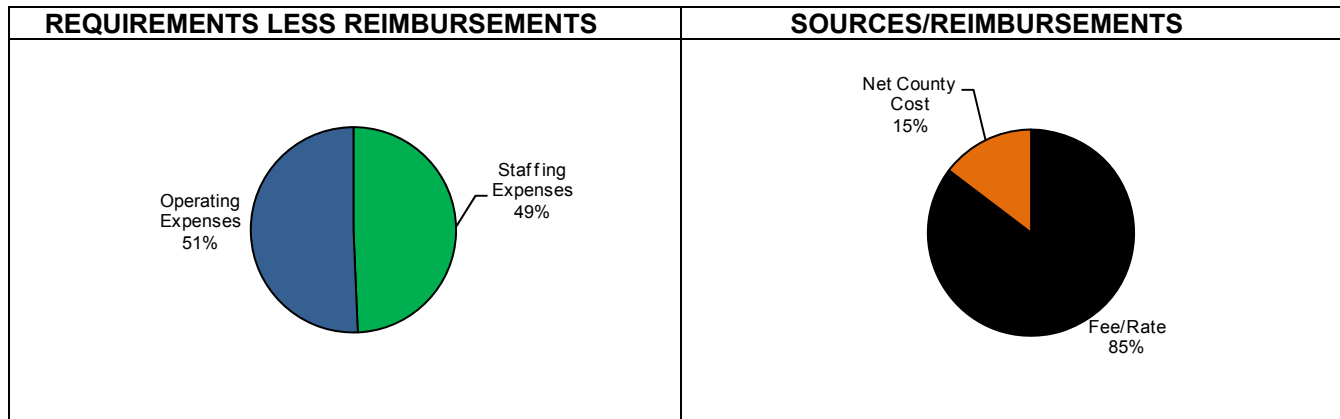 REQUIREMENTS LESS REIMBURSEMENTS
SOURCES/REIMBURSEMENTS
Operating
Expenses
51%
Staffing
Expenses
49%
Net County
Cost
15%
Fee/Rate
85%